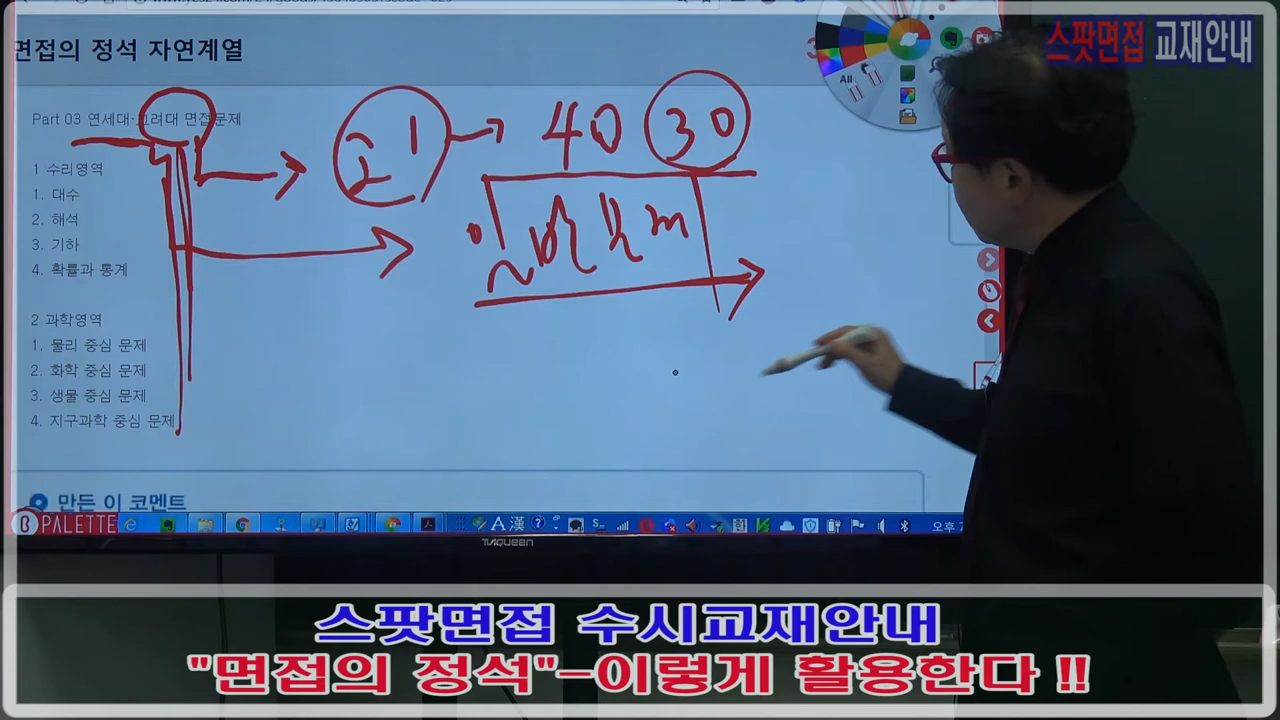 면접의 정석 자연계열
스팟면접 교재안내
Part 03 연세대·고려대 면접문제
21
40
30
1 수리영역
1. 대수
2. 해석
3. 기하
4. 확률과 통계
2 과학영역
1. 물리 중심 문제
2. 화학 중심 문제
3. 생물 중심 문제
4. 지구과학 중심 문제
All
만든 이 코멘트
PALETTE
A 漢
오후
TVAQUEEN
스팟면접 수시교재안내
"면접의 정석"-이렇게 활용한다 !!